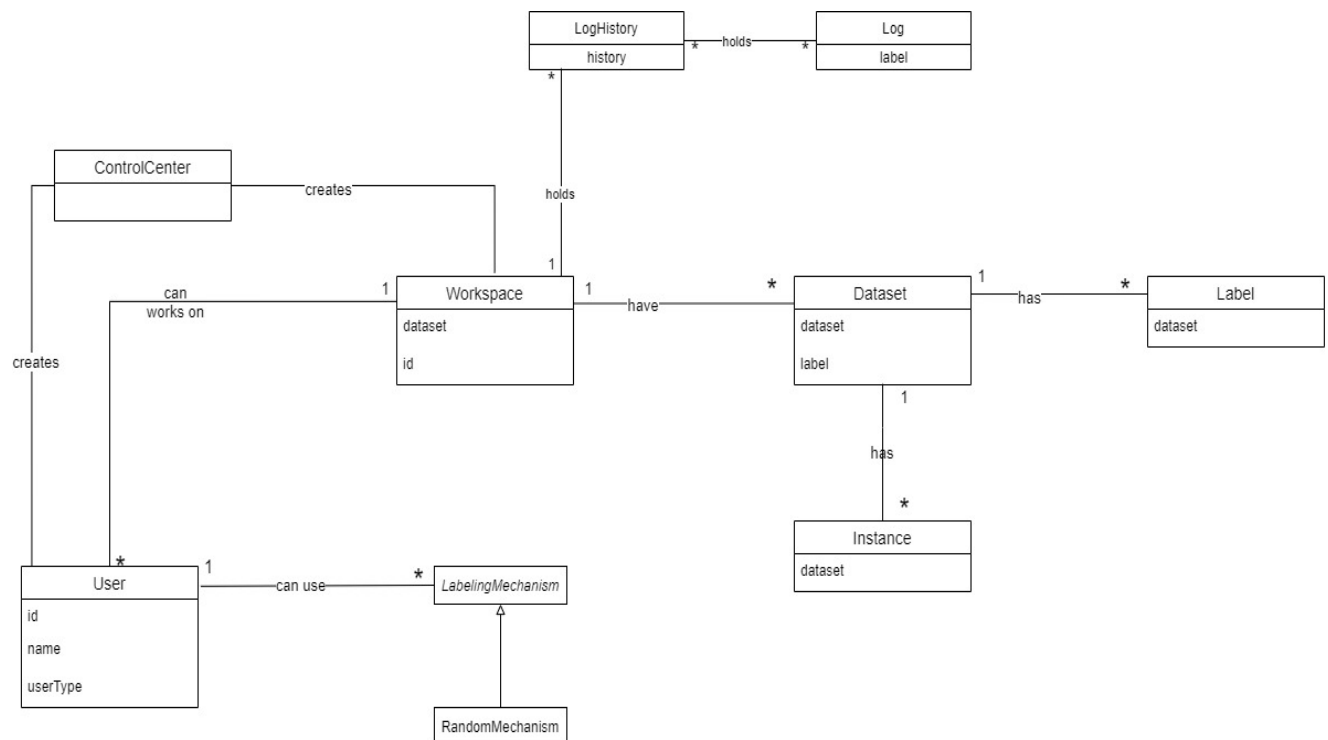 LogHistory
history
*
holds
*
Log
label
*
holds
1
ControlCenter
creates
creates
can
works on
1
*
Workspace
dataset
id
1
have
*
Dataset
dataset
label
1
has
*
Label
dataset
1
has
*
Instance
dataset
User
id
name
userType
1
can use
*
LabelingMechanism
RandomMechanism